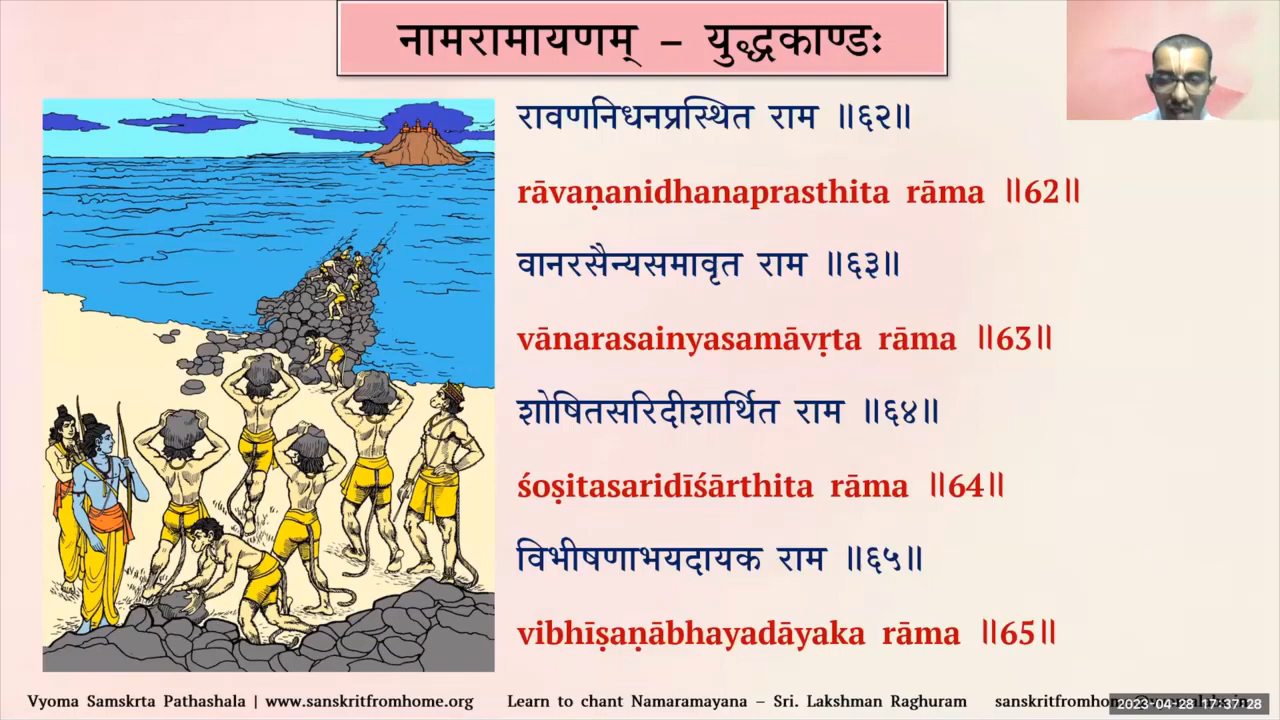 नामरामायणम् – युद्धकाण्डः
रावणनिधनप्रस्थित राम ॥६२॥
rāvaṇanidhanaprasthita rāma ॥62॥
वानरसैन्यसमावृत राम ॥६३॥
vānarasainyasamāvṛta rāma ॥63॥
शोषितसरिदीशार्थित राम ॥६४॥
śoṣitasaridīśārthita rāma ॥64॥
विभीषणाभयदायक राम ॥६५॥
vibhīṣaṇābhayadāyaka rāma ॥65॥
Vyoma Samskrta Pathashala | www.sanskritfromhome.org Learn to chant Namaramayana – Sri. Lakshman Raghuram
2023-04-28 17:37:28